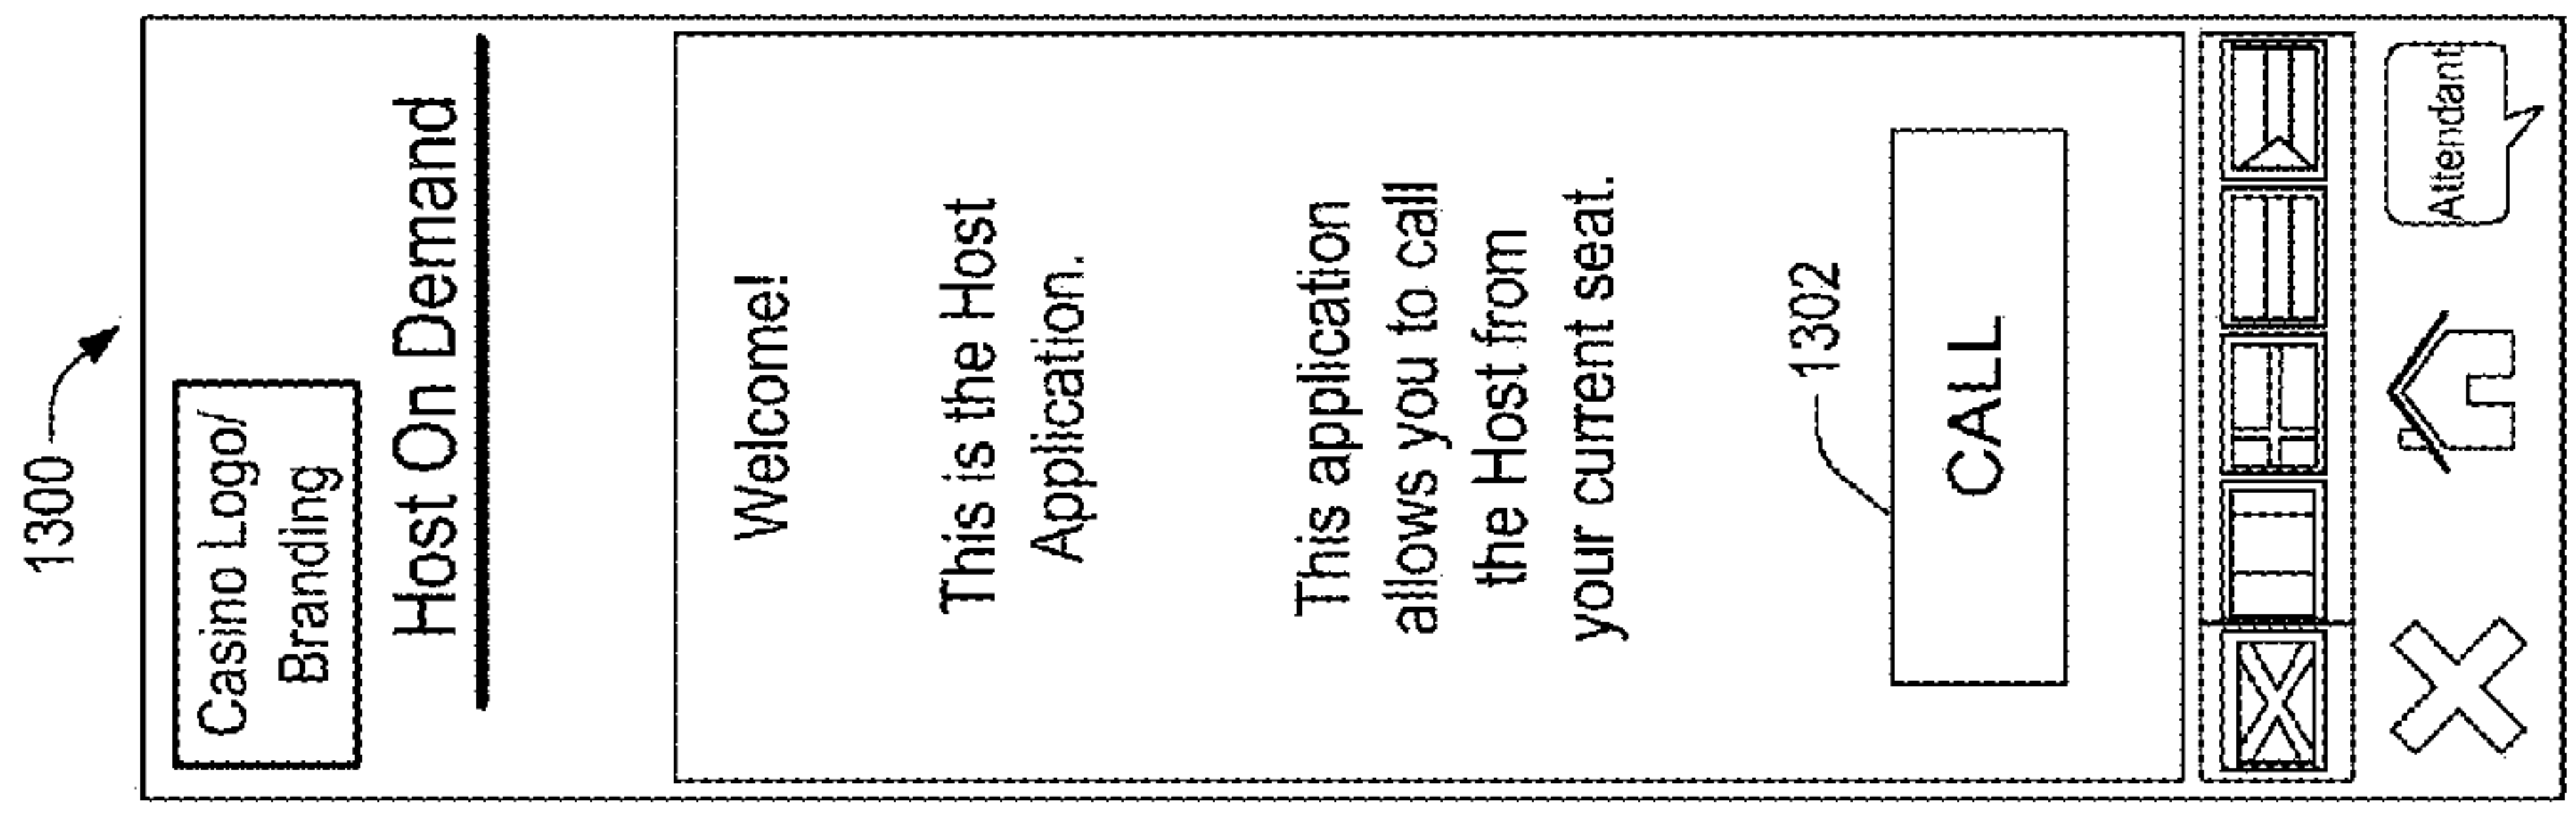 1300
Casino Logo/
Branding
Host On Demand
Welcome!
This is the Host
Application.
This application
allows you to call
the Host from
your current seat.
1302
CALL
Attendant